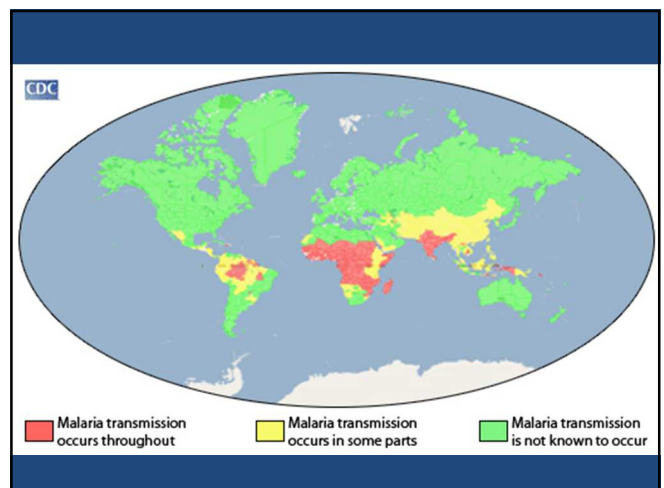 CDC
Malaria transmission
occurs throughout
Malaria transmission
occurs in some parts
Malaria transmission
is not known to occur